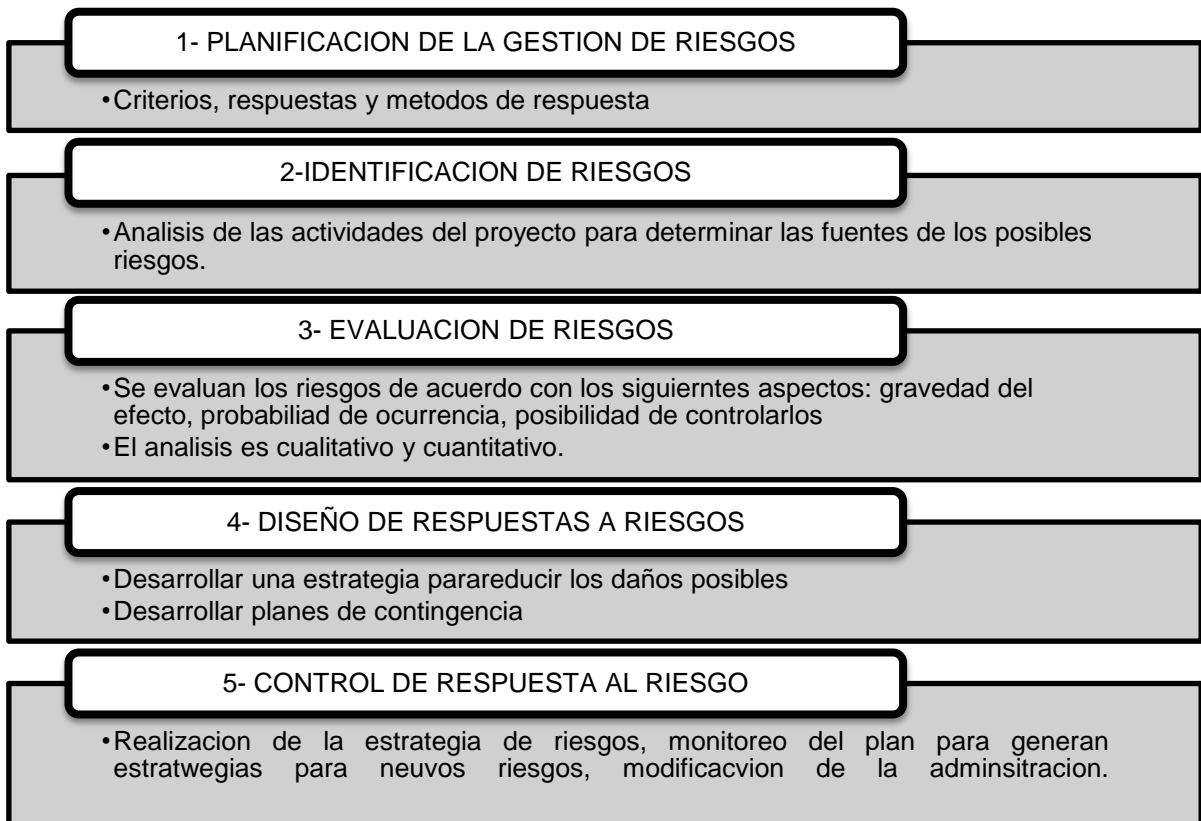 1- PLANIFICACION DE LA GESTION DE RIESGOS
•Criterios, respuestas y metodos de respuesta
2-IDENTIFICACION DE RIESGOS
•Analisis de las actividades del proyecto para determinar las fuentes de los posibles
riesgos.
3- EVALUACION DE RIESGOS
•Se evaluan los riesgos de acuerdo con los siguierntes aspectos: gravedad del
efecto, probabiliad de ocurrencia, posibilidad de controlarlos
•El analisis es cualitativo y cuantitativo.
4- DISEÑO DE RESPUESTAS A RIESGOS
•Desarrollar una estrategia parareducir los daños posibles
•Desarrollar planes de contingencia
5- CONTROL DE RESPUESTA AL RIESGO
•Realizacion de la estrategia de riesgos, monitoreo del plan para generan
estratwegias para neuvos riesgos, modificacvion de la adminsitracion.